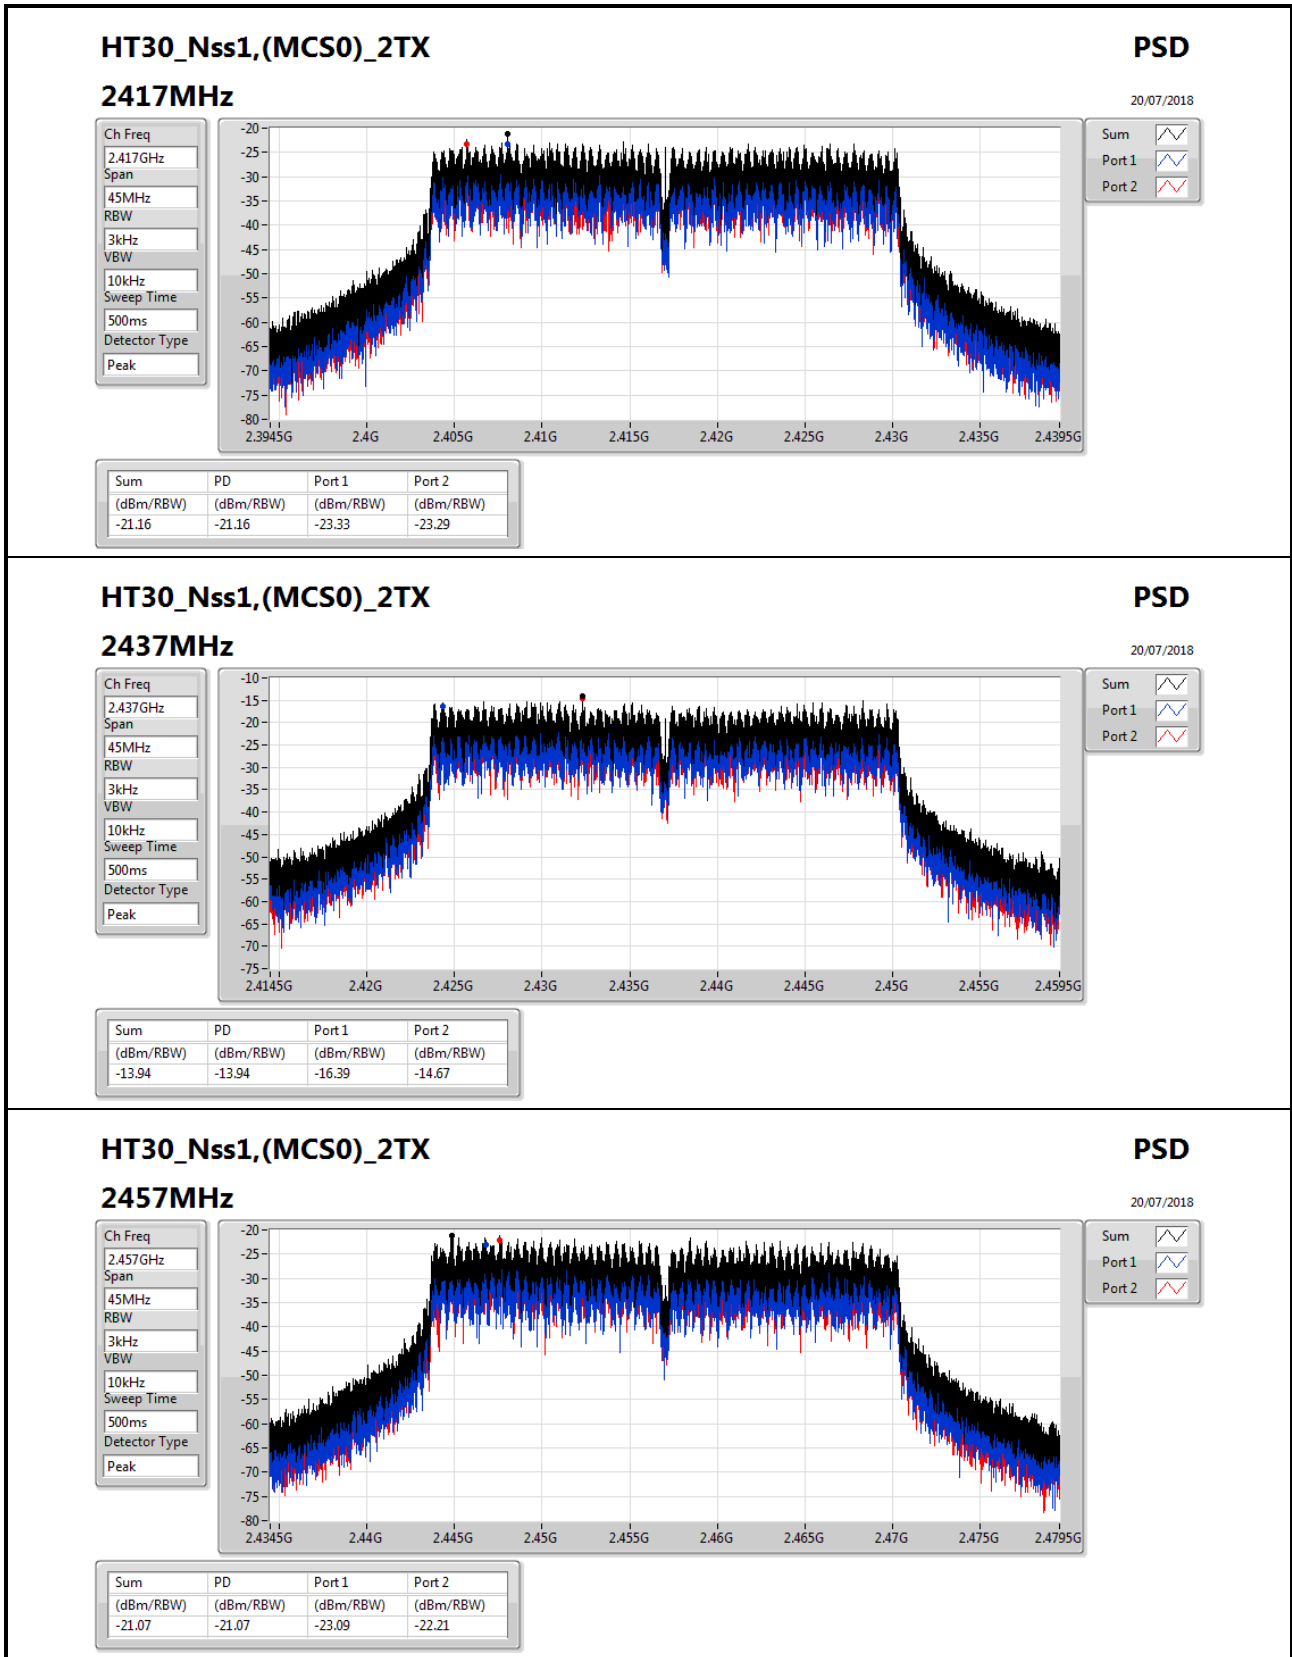 HT30_Nss1,(MCS0)_2TX PSD
2417MHz 20/07/2018
Ch Freq
2.417GHz
Span
45MHz
RBW
3kHz
VBW
10kHz
Sweep Time
500ms
Detector Type
Peak
-20
-25
-30
-35
-40
-45
-50
-55
-60
-65
-70
-75
-80
2.3945G 2.4G 2.405G 2.41G 2.415G 2.42G 2.425G 2.43G 2.435G 2.4395G
Sum
Port 1
Port 2
Sum PD Port 1 Port 2
(dBm/RBW) (dBm/RBW) (dBm/RBW) (dBm/RBW)
-21.16 -21.16 -23.33 -23.29
HT30_Nss1,(MCS0)_2TX PSD
2437MHz 20/07/2018
Ch Freq
2.437GHz
Span
45MHz
RBW
3kHz
VBW
10kHz
Sweep Time
500ms
Detector Type
Peak
-10
-15
-20
-25
-30
-35
-40
-45
-50
-55
-60
-65
-70
-75
2.4145G 2.42G 2.425G 2.43G 2.435G 2.44G 2.445G 2.45G 2.455G 2.4595G
Sum
Port 1
Port 2
Sum PD Port 1 Port 2
(dBm/RBW) (dBm/RBW) (dBm/RBW) (dBm/RBW)
-13.94 -13.94 -16.39 -14.67
HT30_Nss1,(MCS0)_2TX PSD
2457MHz 20/07/2018
Ch Freq
2.457GHz
Span
45MHz
RBW
3kHz
VBW
10kHz
Sweep Time
500ms
Detector Type
Peak
-20
-25
-30
-35
-40
-45
-50
-55
-60
-65
-70
-75
-80
2.4345G 2.44G 2.445G 2.45G 2.455G 2.46G 2.465G 2.47G 2.475G 2.4795G
Sum
Port 1
Port 2
Sum PD Port 1 Port 2
(dBm/RBW) (dBm/RBW) (dBm/RBW) (dBm/RBW)
-21.07 -21.07 -23.09 -22.21